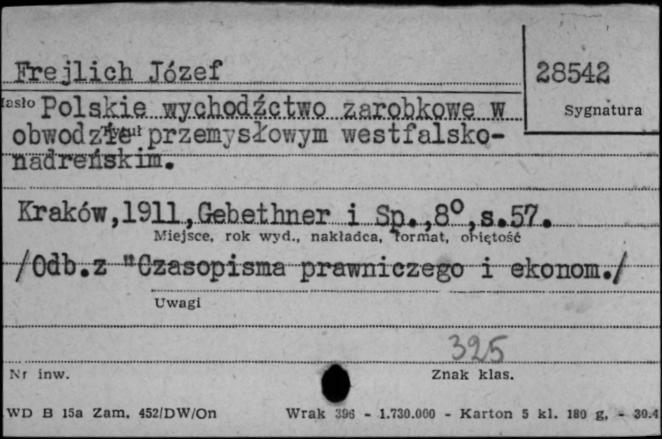 Frejlich Józef
28542
Sygnatura
Hasło Polskie wychodźctwo zarobkowe w
obwodzie przemysłowym westfalsko-
nadreńskim.
Kraków,1911,Gebethner i Sp.,8°,s.57.
Miejsce, rok wyd., nakładca, format, objętość
/Odb.z "Czasopisma prawniczego i ekonom./
Uwagi
325
Nr inw.
Znak klas.
WD B 15a Zam. 452/DW/On Wrak 396 - 1.730.000 - Karton 5 kl. 180 g. - 30.4